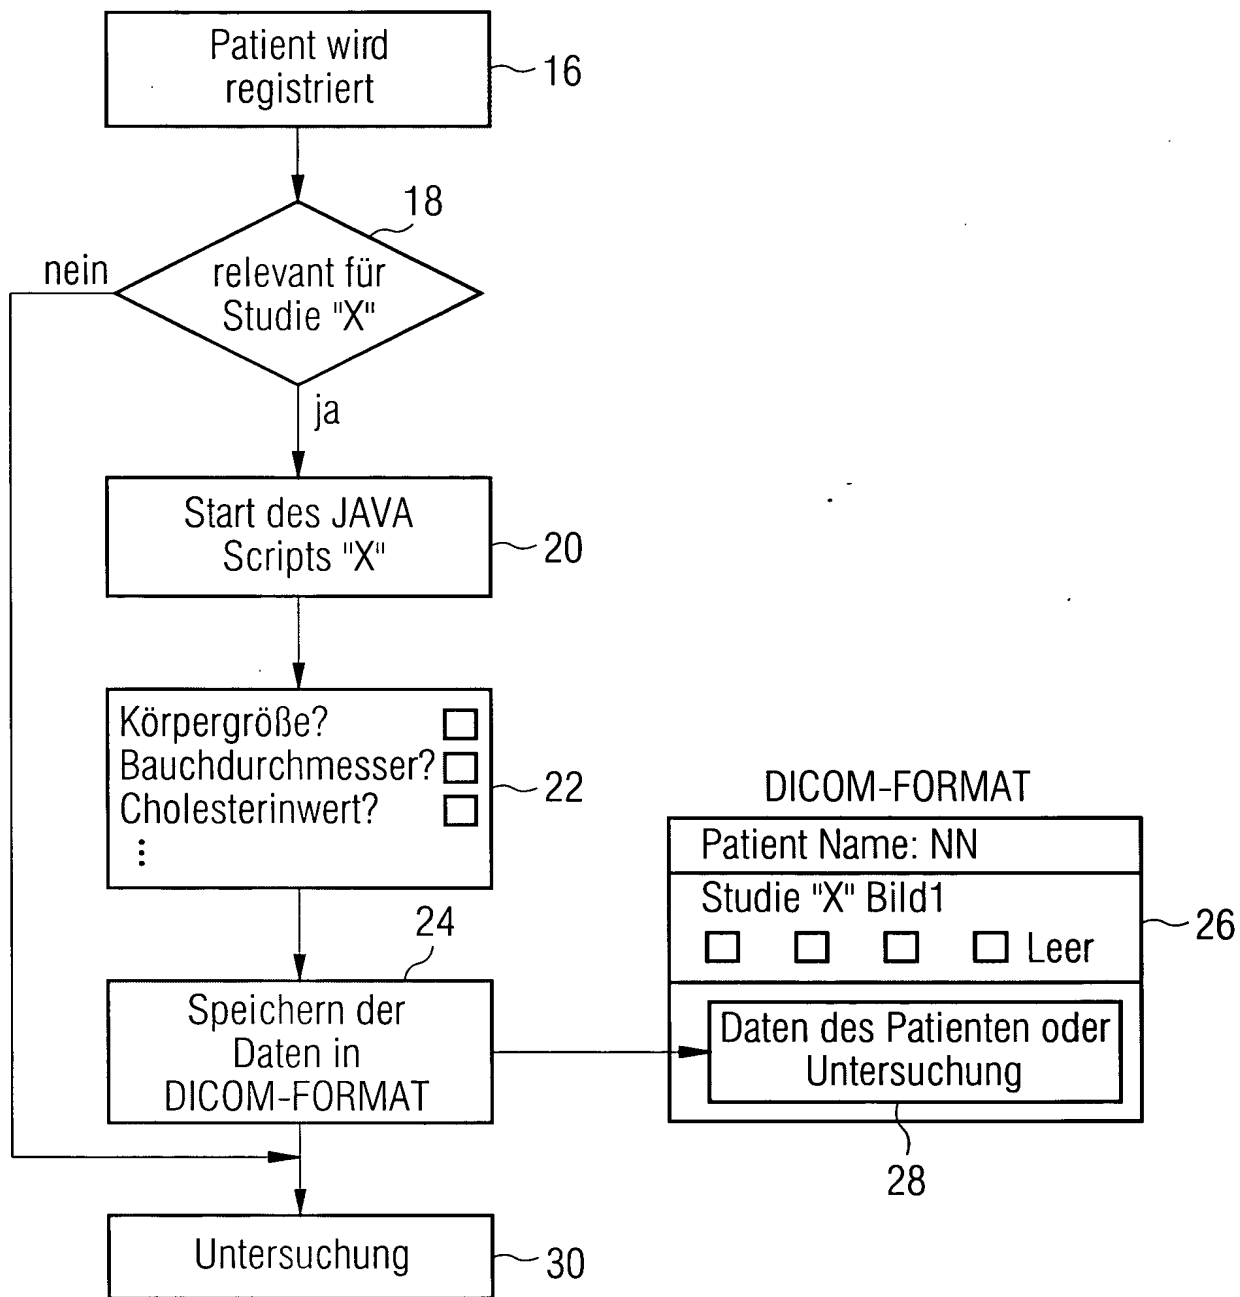 Patient wird
registriert
16
18
nein
relevant für
Studie "X"
ja
Start des JAVA
Scripts "X"
20
Körpergröße?
Bauchdurchmesser?
Cholesterinwert?
⋮
22
24
Speichern der
Daten in
DICOM-FORMAT
DICOM-FORMAT
Patient Name: NN
Studie "X" Bild1
Leer
26
Daten des Patienten oder
Untersuchung
28
Untersuchung
30